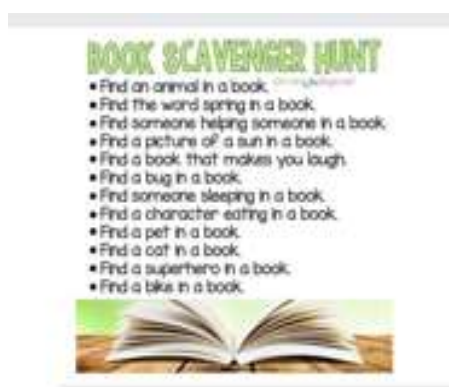 BOOK SCAVENGER HUNT
• Find an animal in a book.
• Find the word spring in a book.
• Find someone helping someone in a book.
• Find a picture of a sun in a book.
• Find a book that makes you laugh.
• Find a bug in a book.
• Find someone sleeping in a book.
• Find a character eating in a book.
• Find a pet in a book.
• Find a cat in a book.
• Find a superhero in a book.
• Find a bike in a book.